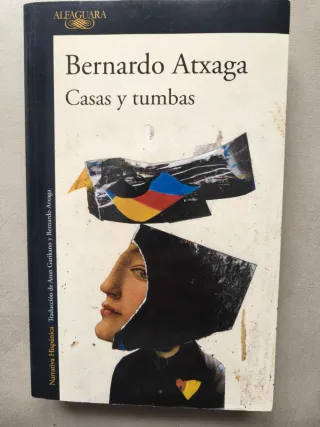 ALFAGUARA
Bernardo Atxaga
Casas y tumbas
Narrativa Hispánica Traducción de Asun Garikano y Bernardo Atxaga